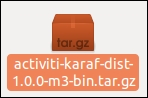 tar.gz
activiti-karaf-dist-
1.0.0-m3-bin.tar.gz